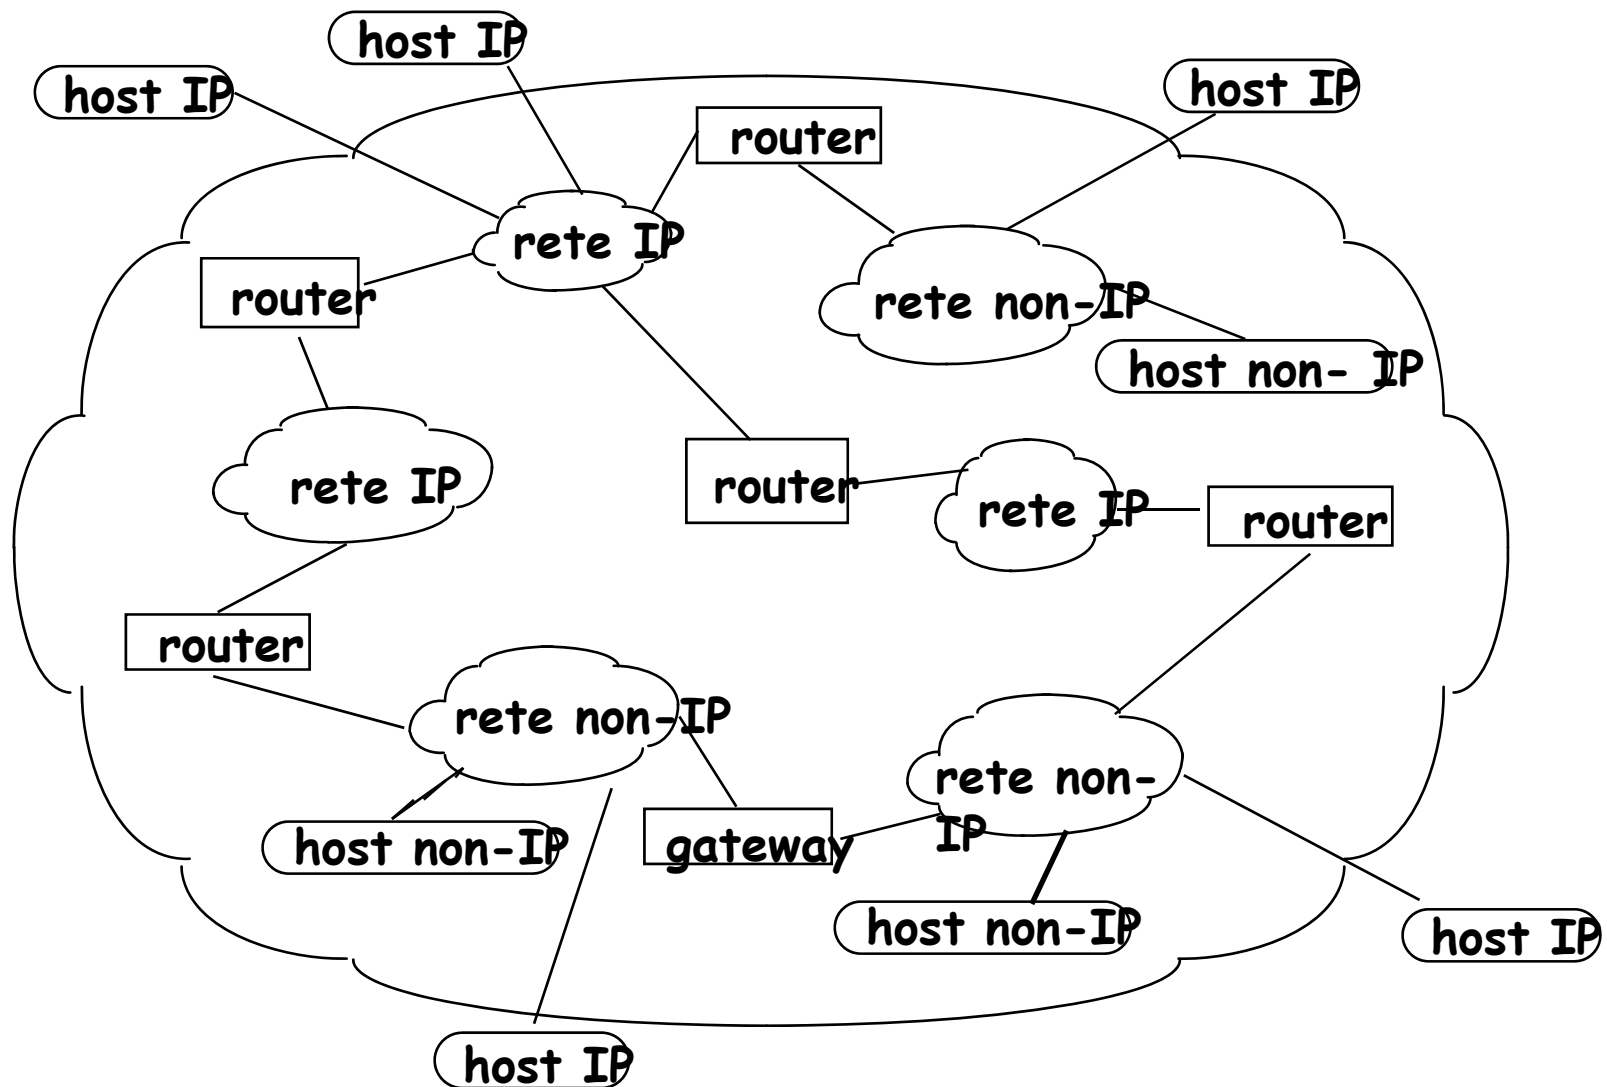 host IP
host IP
host IP
router
rete IP
router
rete non-IP
host non- IP
rete IP
router
rete IP
router
router
rete non-IP
rete non-
IP
host non-IP
gateway
host non-IP
host IP
host IP